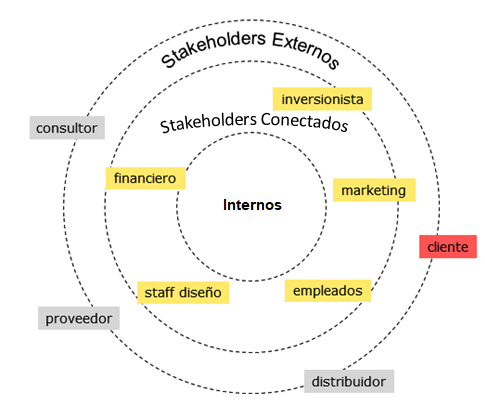 Stakeholders Externos
inversionista
Stakeholders Conectados
consultor
financiero
marketing
Internos
cliente
staff diseño
empleados
proveedor
distribuidor